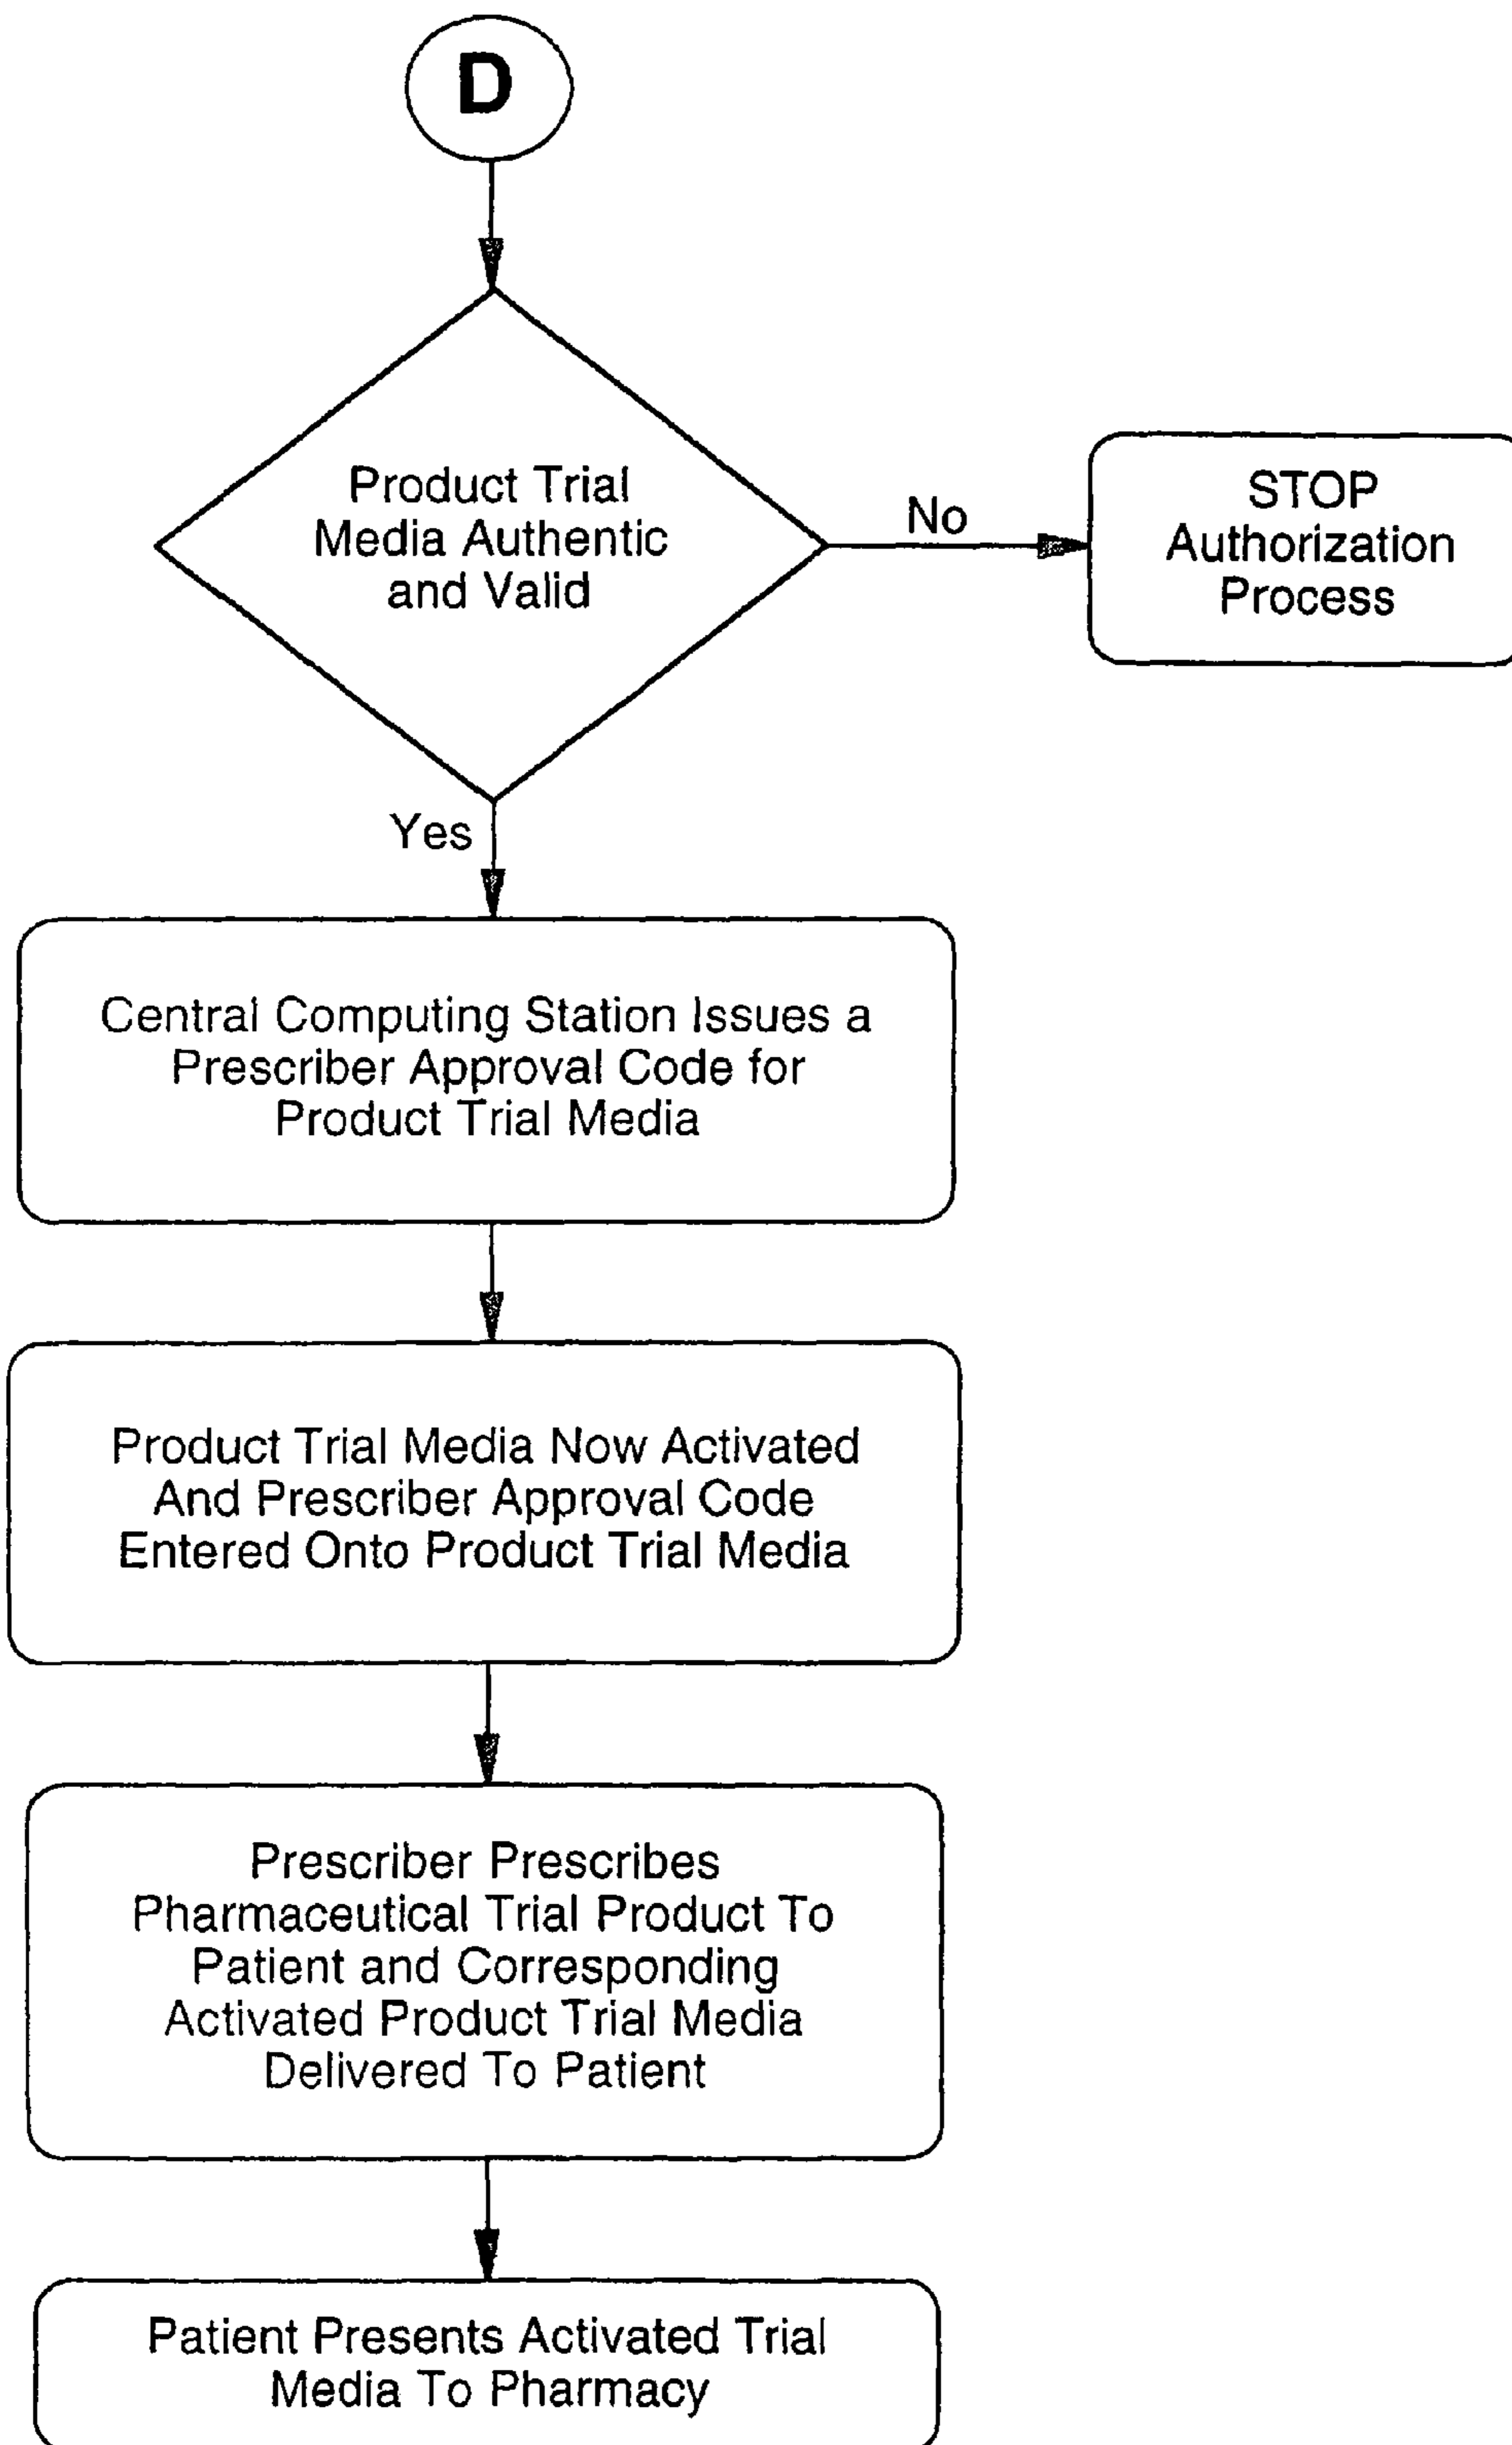 D
Product Trial
Media Authentic
and Valid
No
STOP
Authorization
Process
Yes
Central Computing Station Issues a
Prescriber Approval Code for
Product Trial Media
Product Trial Media Now Activated
And Prescriber Approval Code
Entered Onto Product Trial Media
Prescriber Prescribes
Pharmaceutical Trial Product To
Patient and Corresponding
Activated Product Trial Media
Delivered To Patient
Patient Presents Activated Trial
Media To Pharmacy